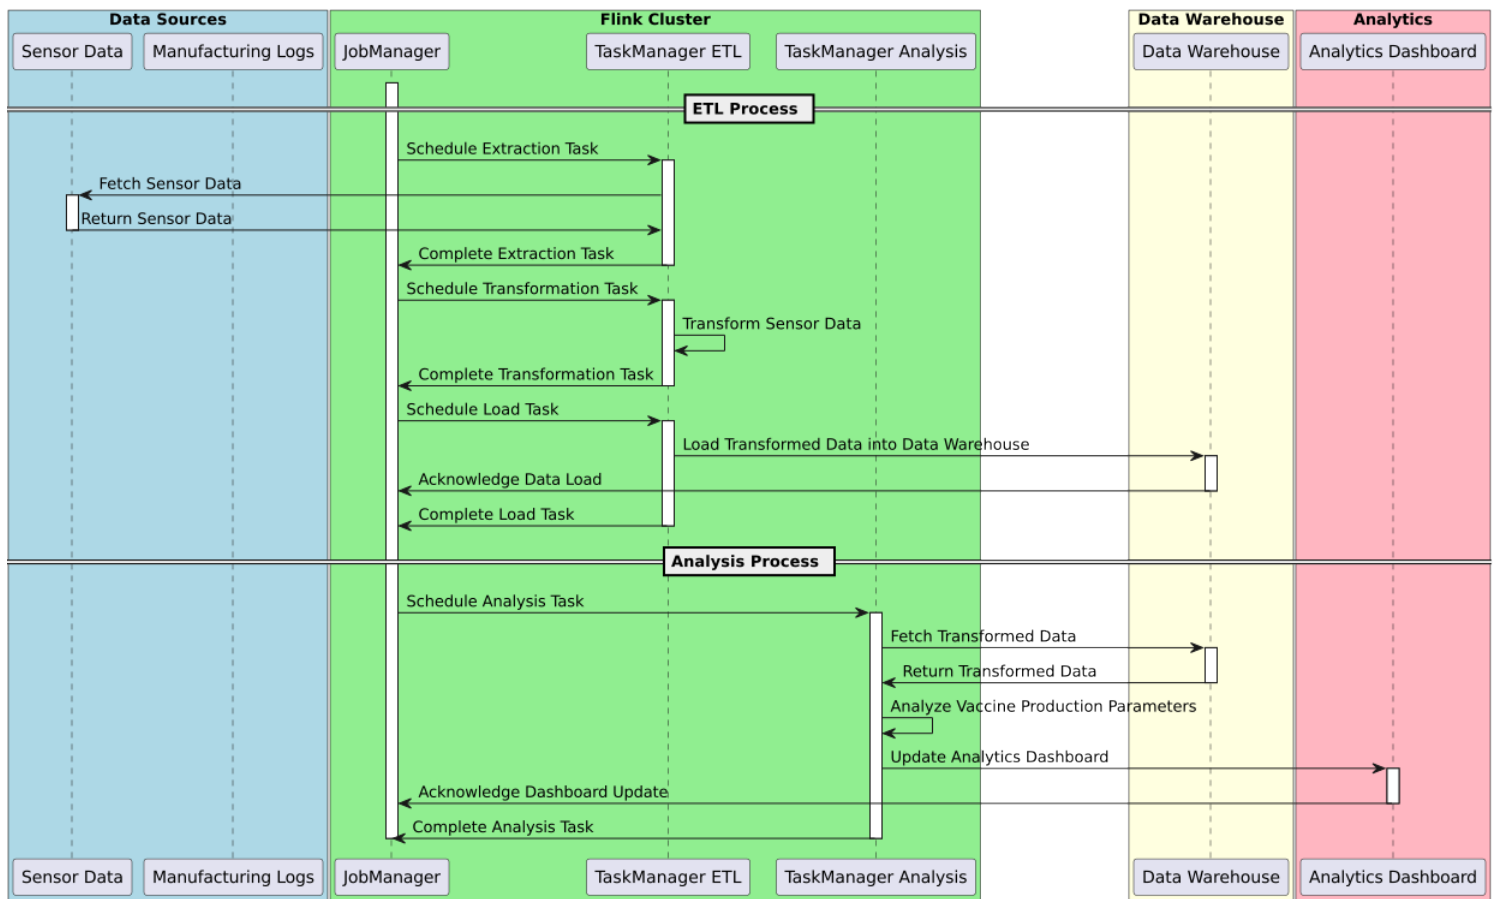 Data Sources
Flink Cluster
Data Warehouse
Analytics
Sensor Data
Manufacturing Logs
JobManager
TaskManager ETL
TaskManager Analysis
Data Warehouse
Analytics Dashboard
ETL Process
Schedule Extraction Task
Fetch Sensor Data
Return Sensor Data
Complete Extraction Task
Schedule Transformation Task
Transform Sensor Data
Complete Transformation Task
Schedule Load Task
Load Transformed Data into Data Warehouse
Acknowledge Data Load
Complete Load Task
Analysis Process
Schedule Analysis Task
Fetch Transformed Data
Return Transformed Data
Analyze Vaccine Production Parameters
Update Analytics Dashboard
Acknowledge Dashboard Update
Complete Analysis Task
Sensor Data
Manufacturing Logs
JobManager
TaskManager ETL
TaskManager Analysis
Data Warehouse
Analytics Dashboard